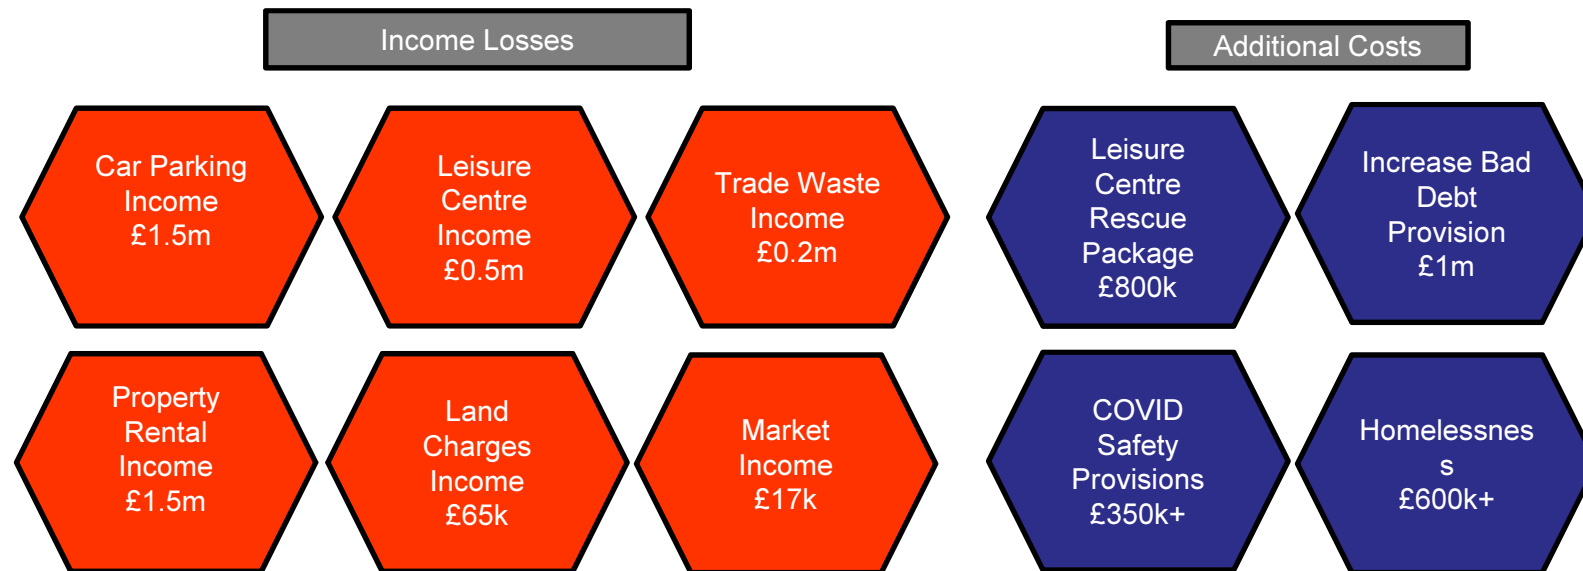 Income Losses
Additional Costs
Car Parking
Income
£1.5m
Leisure
Centre
Income
£0.5m
Trade Waste
Income
£0.2m
Leisure
Centre
Rescue
Package
£800k
Increase Bad
Debt
Provision
£1m
Property
Rental
Income
£1.5m
Land
Charges
Income
£65k
Market
Income
£17k
COVID
Safety
Provisions
£350k+
Homelessnes
s
£600k+